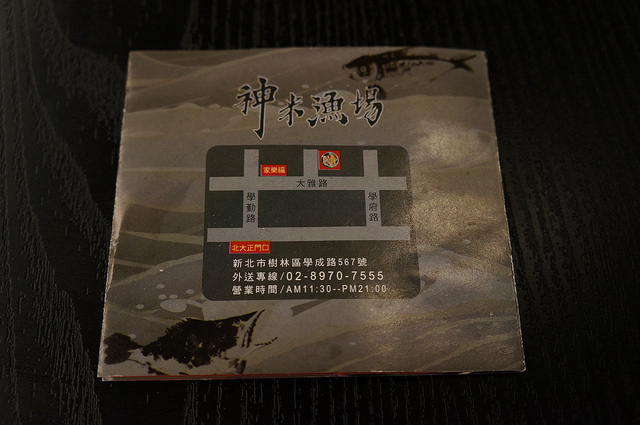 神米漁場
家樂福
大雅路
學勤路
學府路
北大正門口
新北市樹林區學成路567號
外送專線/02-8970-7555
營業時間/AM11:30--PM21:00